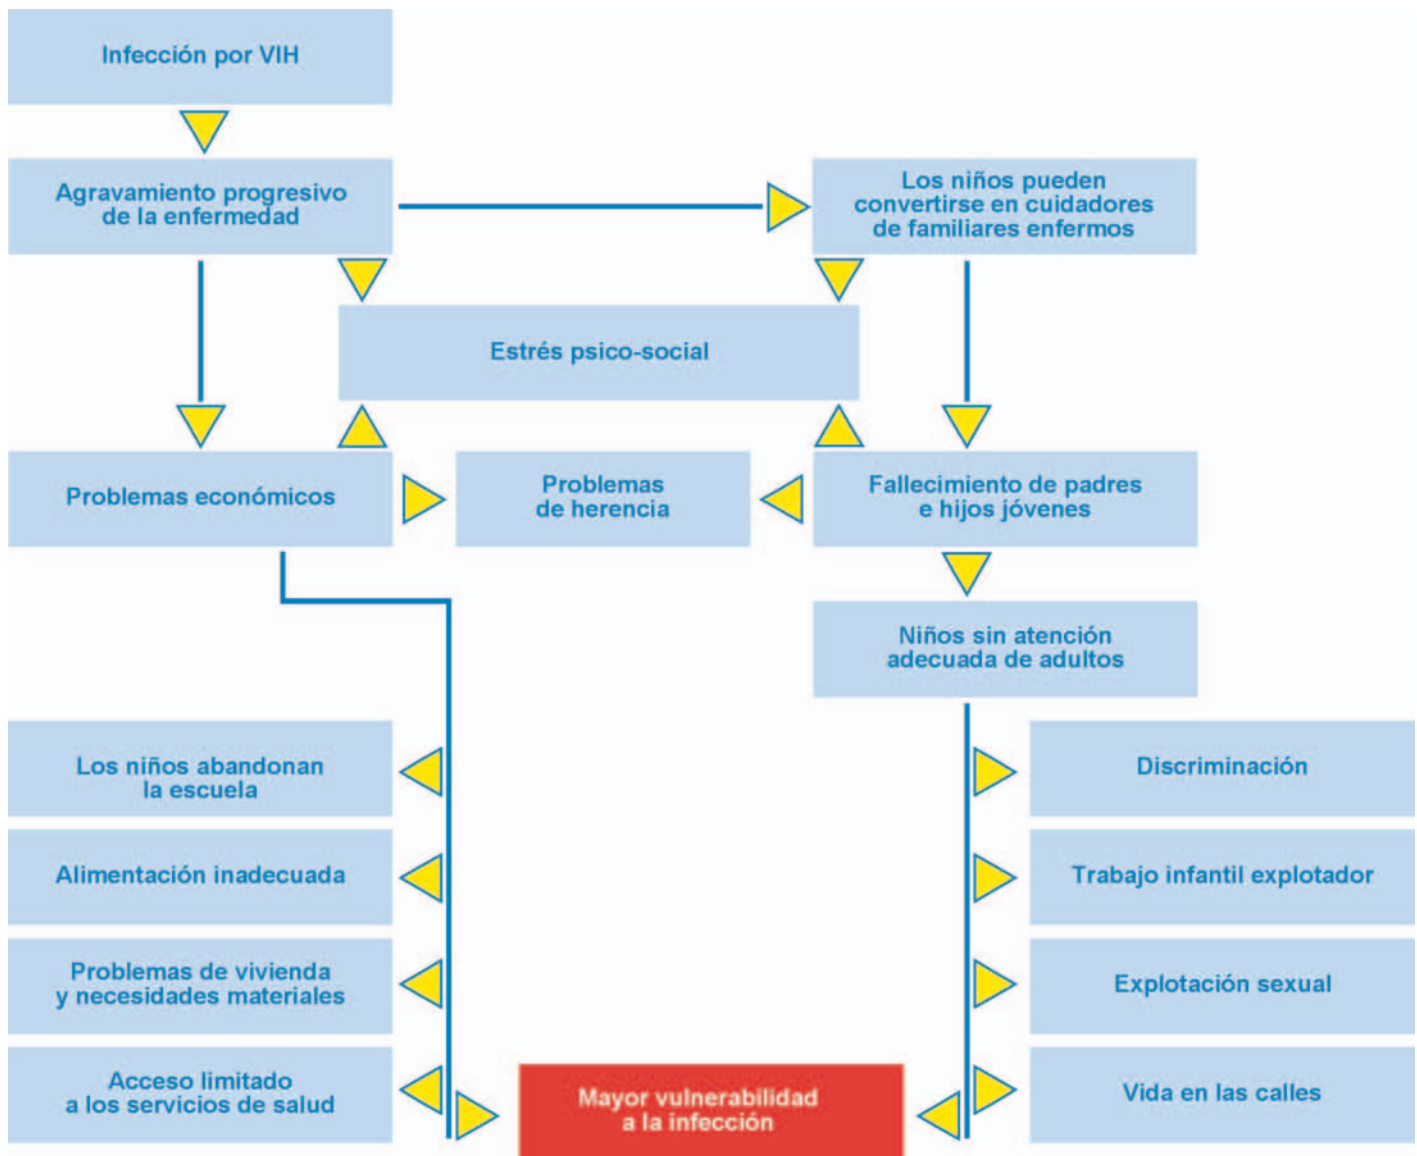 Infección por VIH
Agravamiento progresivo
de la enfermedad
Los niños pueden
convertirse en cuidadores
de familiares enfermos
Estrés psico-social
Problemas económicos
Problemas
de herencia
Fallecimiento de padres
e hijos jóvenes
Niños sin atención
adecuada de adultos
Los niños abandonan
la escuela
Discriminación
Alimentación inadecuada
Trabajo infantil explotador
Problemas de vivienda
y necesidades materiales
Explotación sexual
Acceso limitado
a los servicios de salud
Mayor vulnerabilidad
a la infección
Vida en las calles